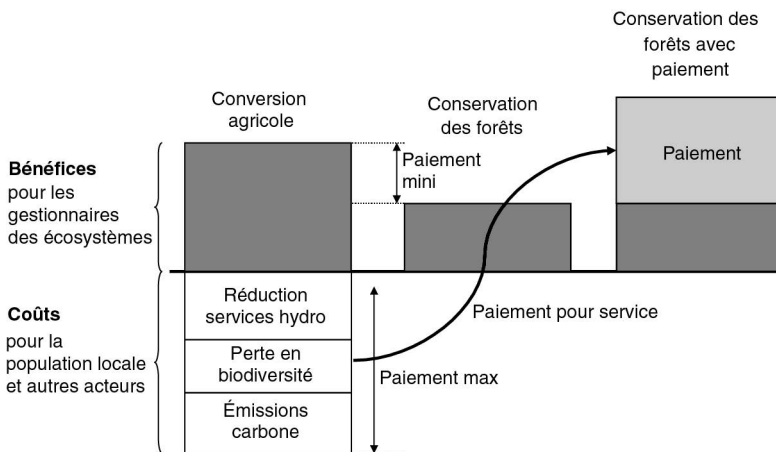 Conservation des
forêts avec
paiement
Conversion
agricole
Conservation
des forêts
Bénéfices
pour les
gestionnaires
des écosystèmes
Paiement
mini
Paiement
Coûts
pour la
population locale
et autres acteurs
Réduction
services hydro
Perte en
biodiversité
Émissions
carbone
Paiement pour service
Paiement max